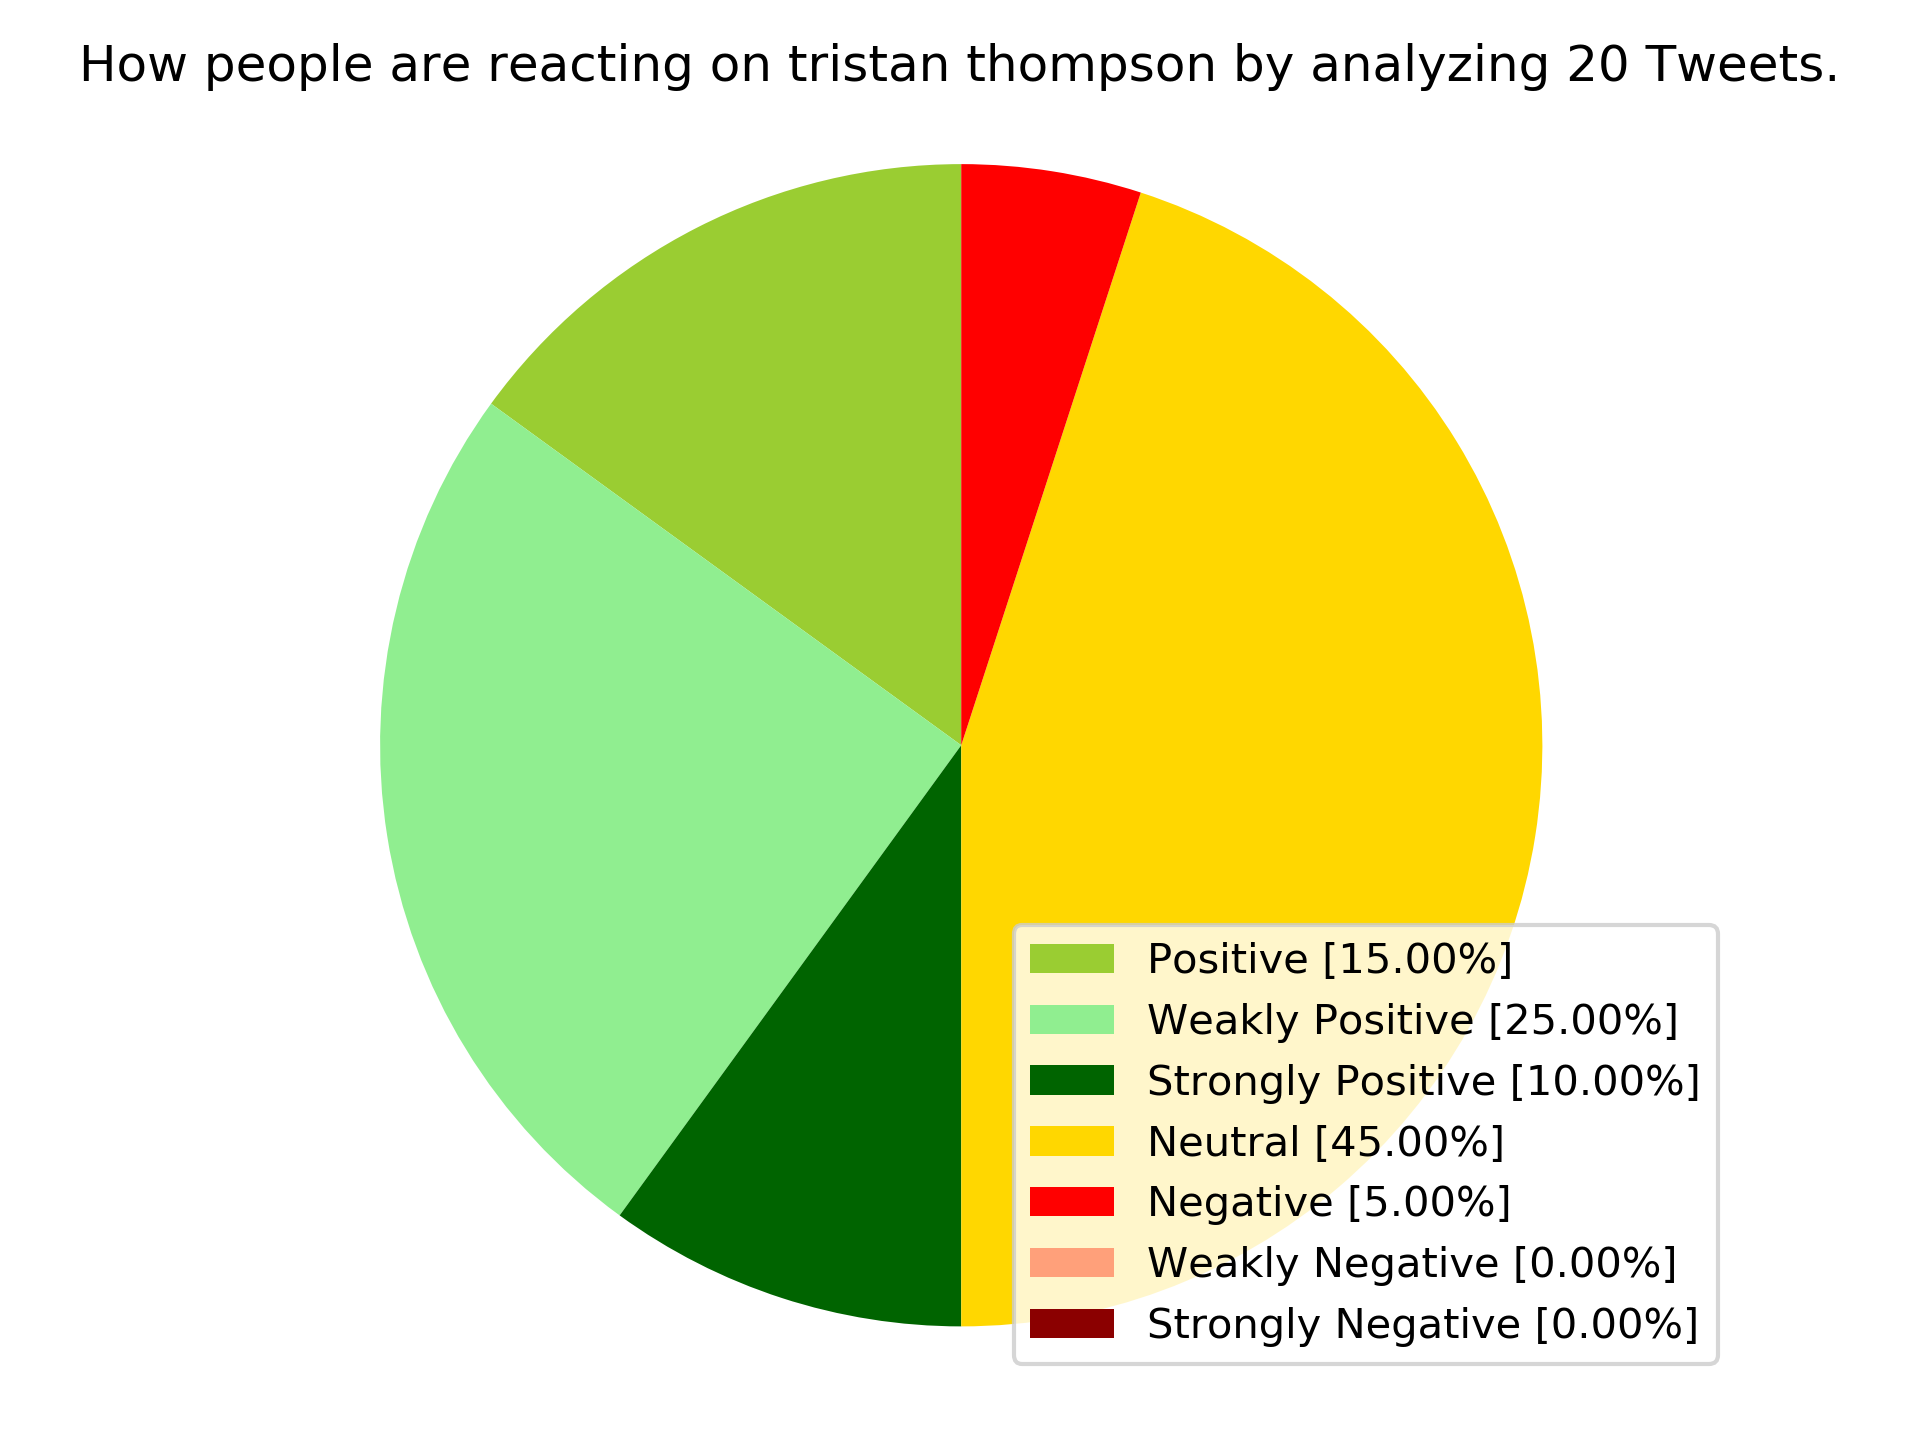 How people are reacting on tristan thompson by analyzing 20 Tweets.
Positive [15.00%]
Weakly Positive [25.00%]
Strongly Positive [10.00%]
Neutral [45.00%]
Negative [5.00%]
Weakly Negative [0.00%]
Strongly Negative [0.00%]